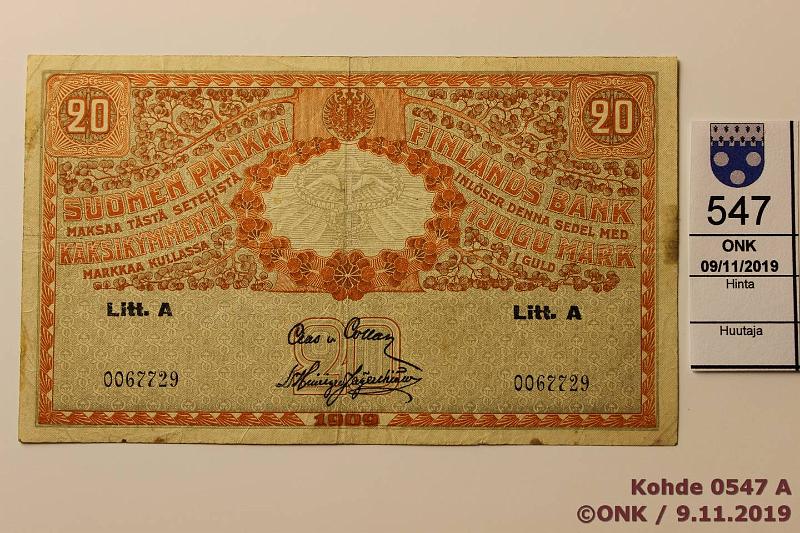 20
20
SUOMEN PANKKI
MAKSAA TÄSTÄ SETELISTÄ
KAKSIKYMMENTÄ
MARKKAA KULLASSA
FINLANDS BANK
INLÖSER DENNA SEDEL MED
TJUGU MARK
I GULD
Litt. A
Litt. A
20
0067729
0067729
1909
547
ONK
09/11/2019
Hinta
Huutaja
Kohde 0547 A
©ONK / 9.11.2019